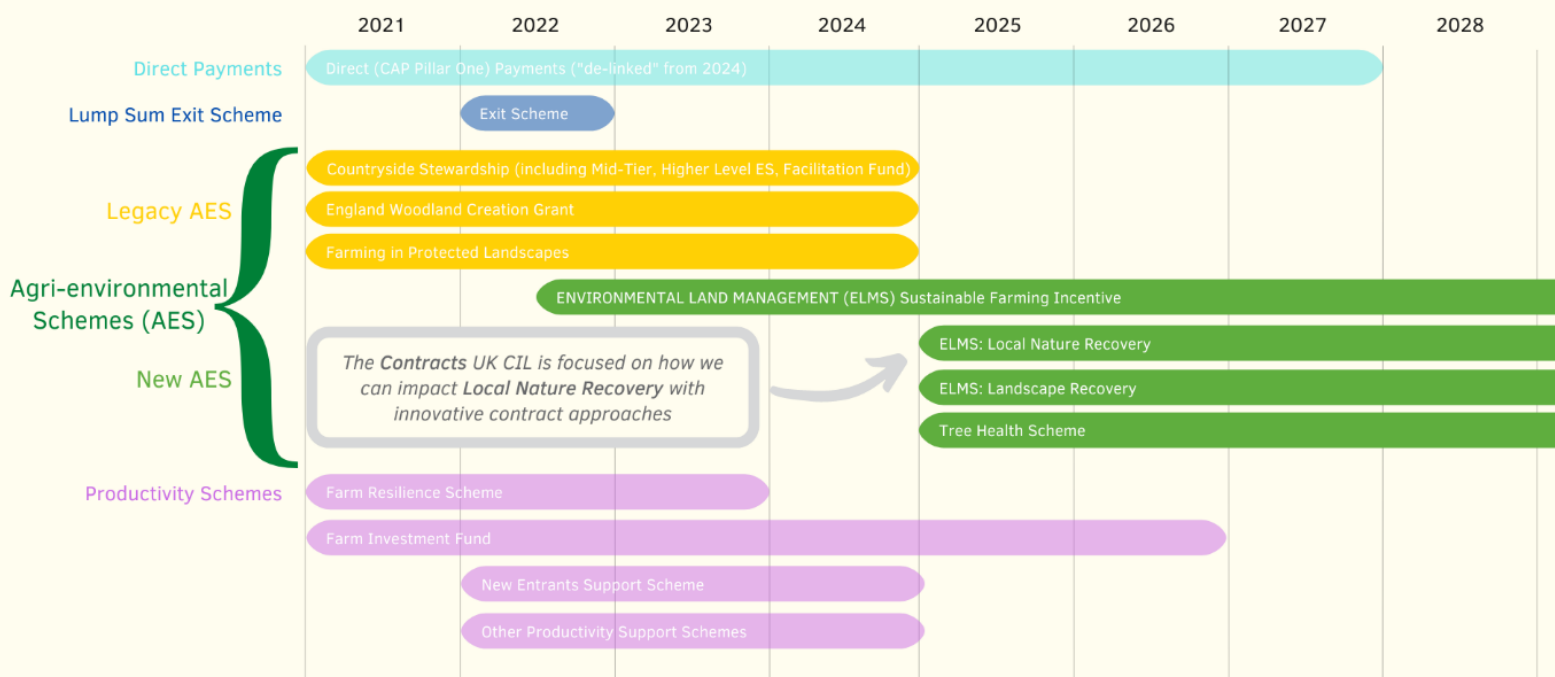 2021 2022 2023 2024 2025 2026 2027 2028
Direct Payments
Direct (CAP Pillar One) Payments ("de-linked" from 2024)
Lump Sum Exit Scheme
Exit Scheme
Countryside Stewardship (including Mid-Tier, Higher Level ES, Facilitation Fund)
Legacy AES
England Woodland Creation Grant
Farming in Protected Landscapes
Agri-environmental
Schemes (AES)
ENVIRONMENTAL LAND MANAGEMENT (ELMS) Sustainable Farming Incentive
The Contracts UK CIL is focused on how we
can impact Local Nature Recovery with
innovative contract approaches
ELMS: Local Nature Recovery
New AES
ELMS: Landscape Recovery
Tree Health Scheme
Productivity Schemes
Farm Resilience Scheme
Farm Investment Fund
New Entrants Support Scheme
Other Productivity Support Schemes